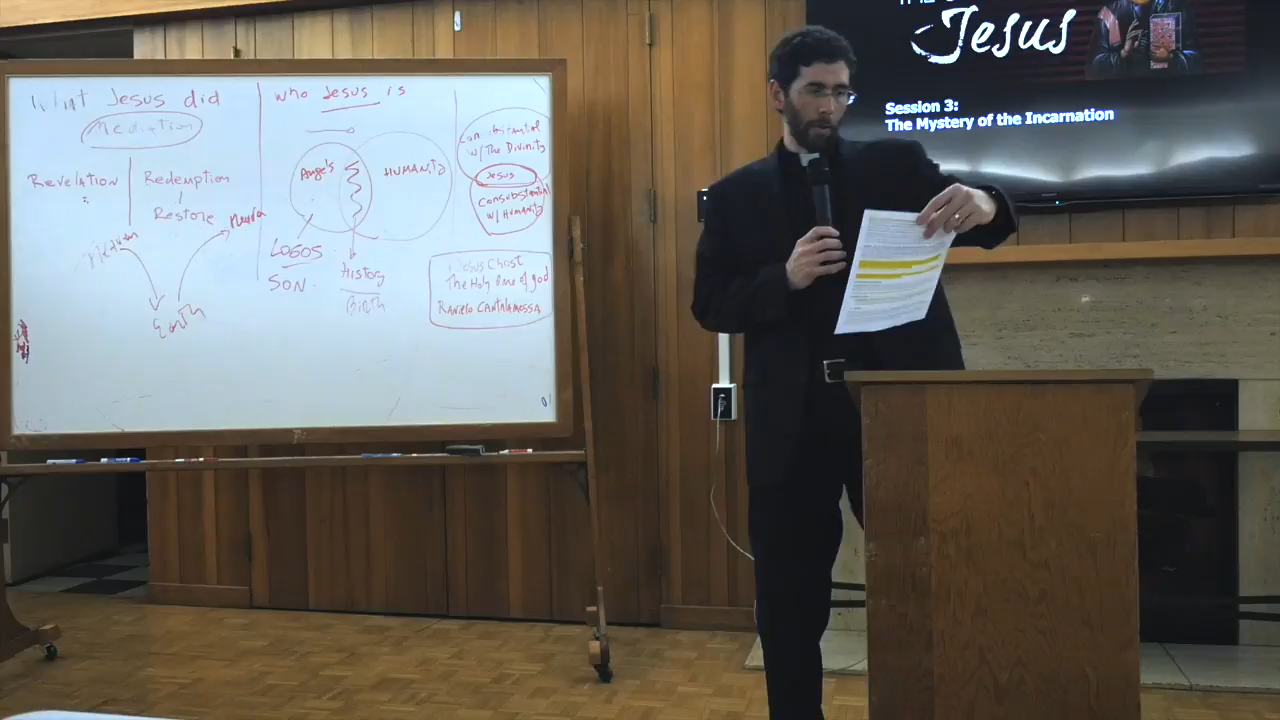 What Jesus did
Mediation
Revelation
Redemption
Restore
Earth
who Jesus is
Ange's
HUMANITY
LOGOS
SON
History
Birth
w/ The Divinity
Jesus
Consubstantial
w/ Humanity
Jesus Christ
The Holy One of god
RANIERO CANTALAMESSA
Jesus
Session 3:
The Mystery of the Incarnation